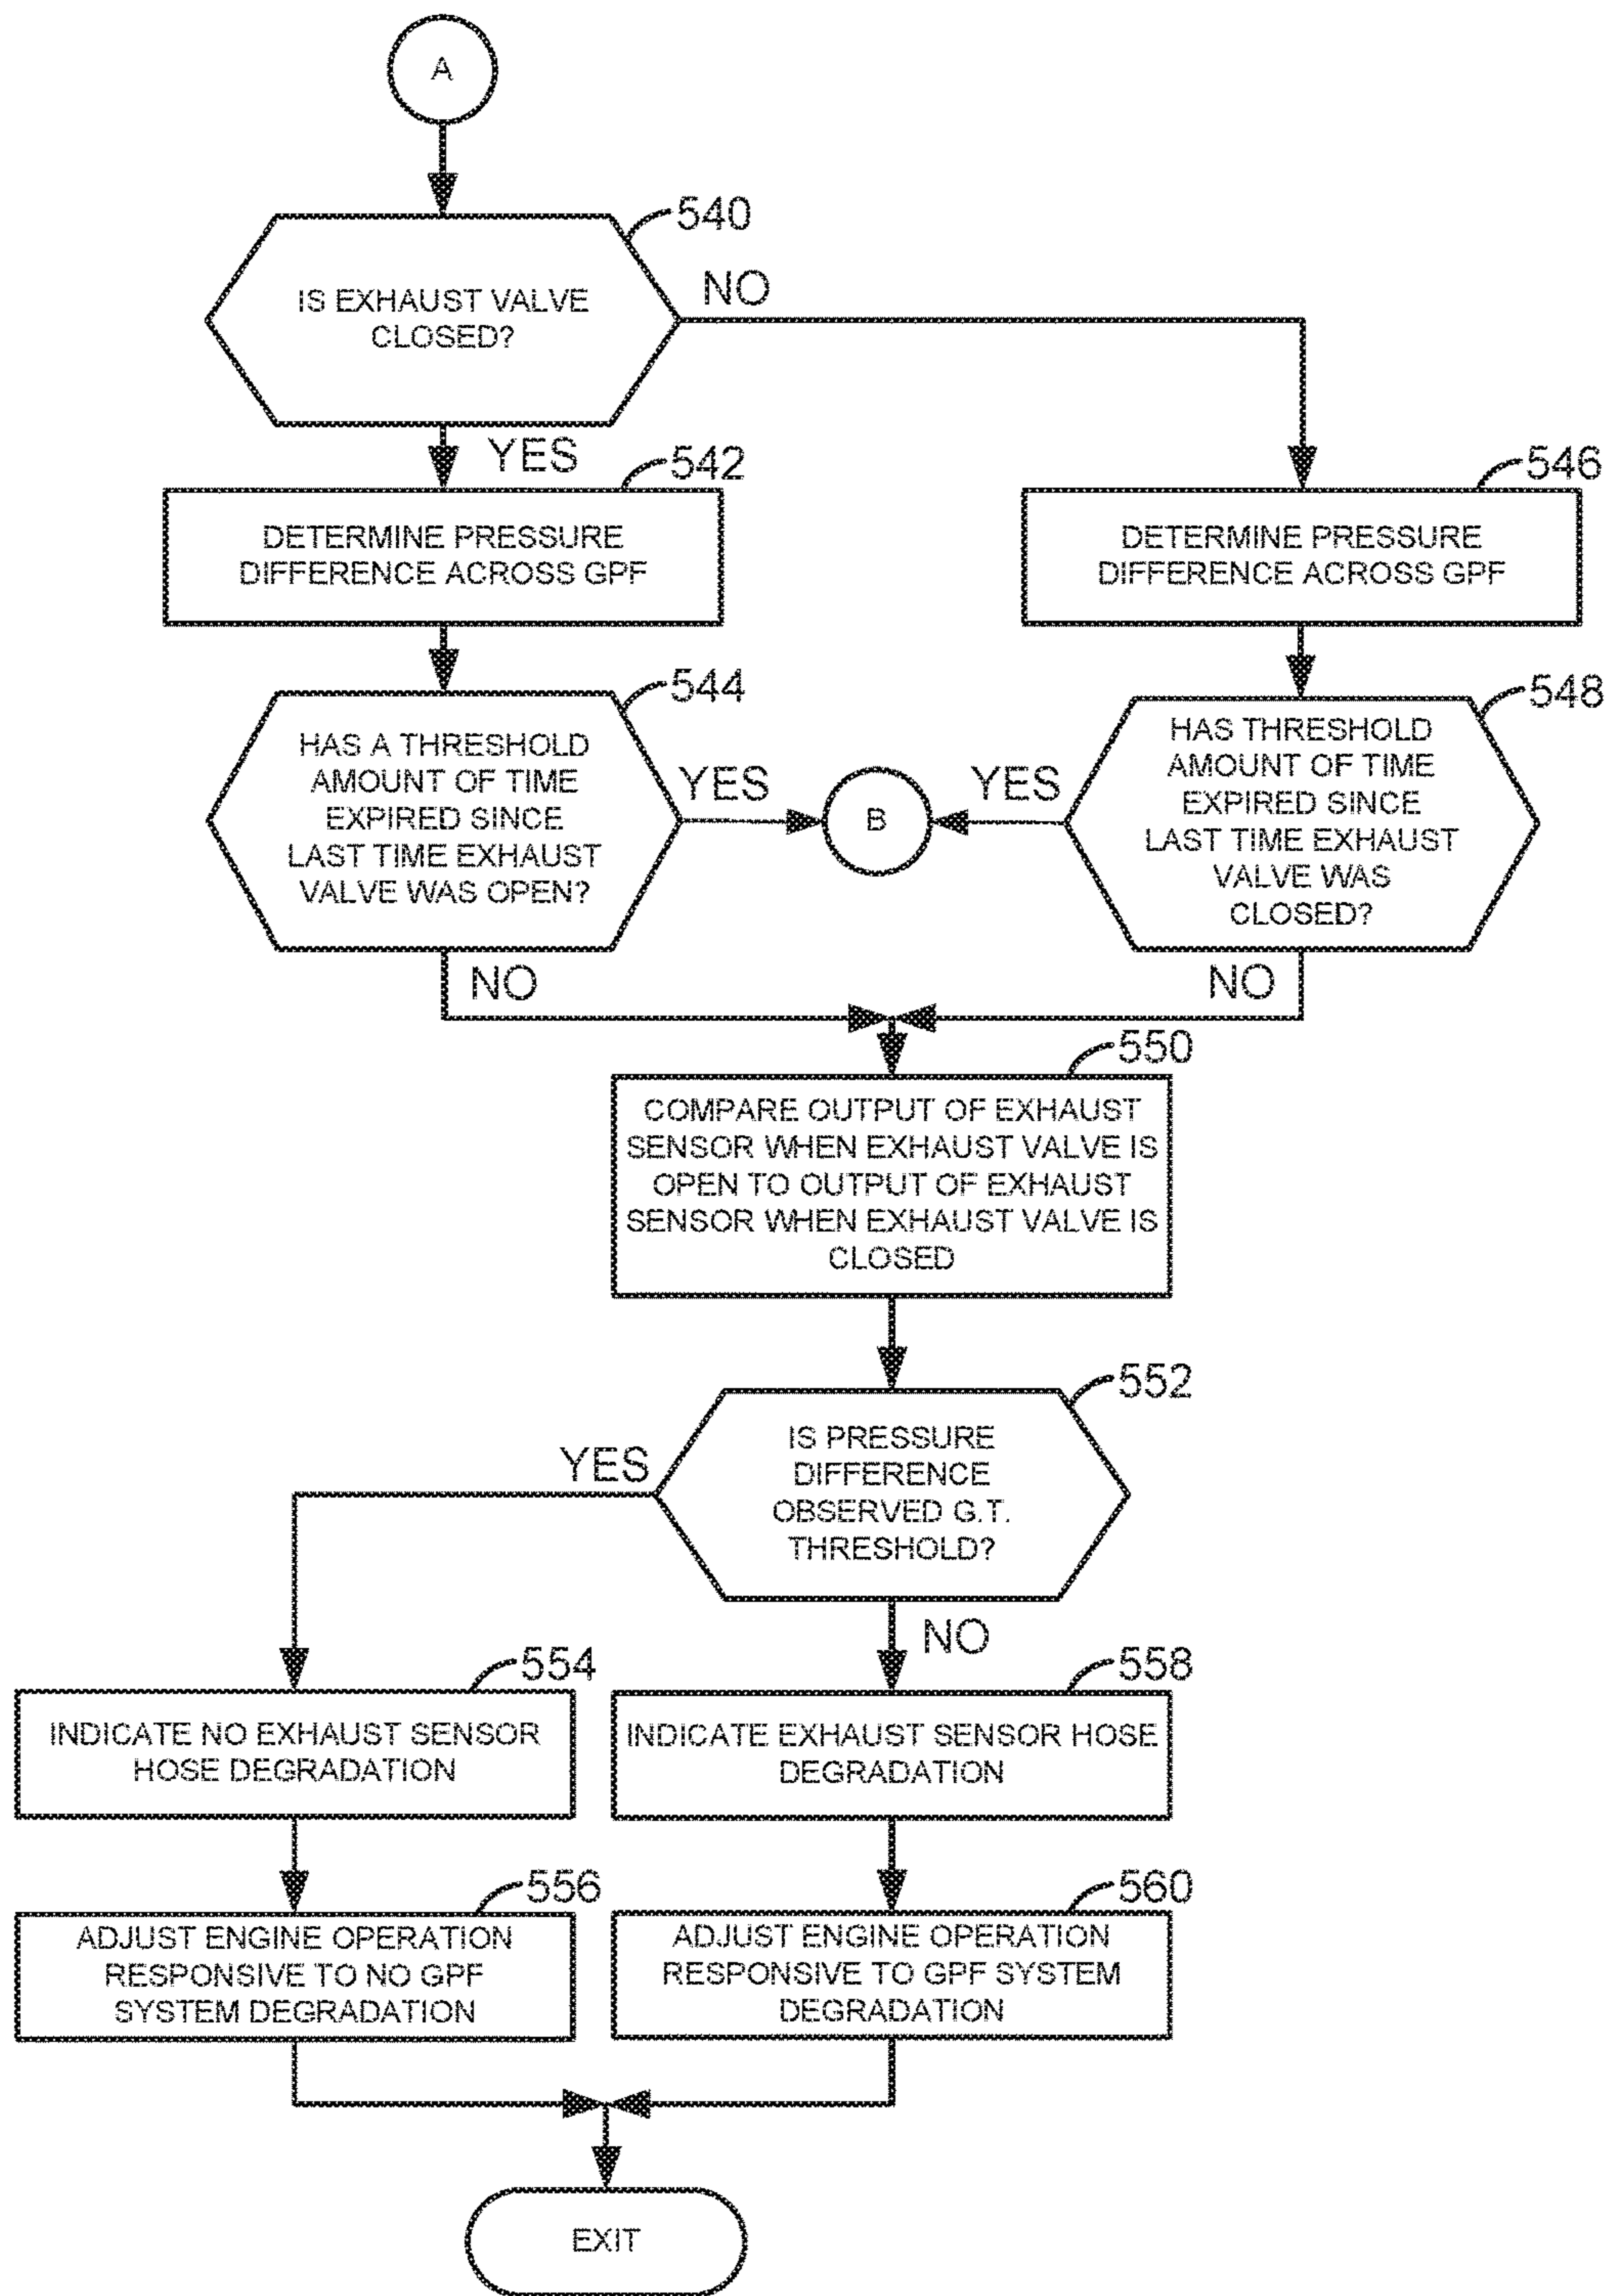 A
540
IS EXHAUST VALVE
CLOSED?
NO
YES
542
DETERMINE PRESSURE
DIFFERENCE ACROSS GPF
546
DETERMINE PRESSURE
DIFFERENCE ACROSS GPF
544
HAS A THRESHOLD
AMOUNT OF TIME
EXPIRED SINCE
LAST TIME EXHAUST
VALVE WAS OPEN?
YES
B
YES
548
HAS THRESHOLD
AMOUNT OF TIME
EXPIRED SINCE
LAST TIME EXHAUST
VALVE WAS
CLOSED?
NO
NO
550
COMPARE OUTPUT OF EXHAUST
SENSOR WHEN EXHAUST VALVE IS
OPEN TO OUTPUT OF EXHAUST
SENSOR WHEN EXHAUST VALVE IS
CLOSED
552
IS PRESSURE
DIFFERENCE
OBSERVED G.T.
THRESHOLD?
YES
NO
554
INDICATE NO EXHAUST SENSOR
HOSE DEGRADATION
558
INDICATE EXHAUST SENSOR HOSE
DEGRADATION
556
ADJUST ENGINE OPERATION
RESPONSIVE TO NO GPF
SYSTEM DEGRADATION
560
ADJUST ENGINE OPERATION
RESPONSIVE TO GPF SYSTEM
DEGRADATION
EXIT